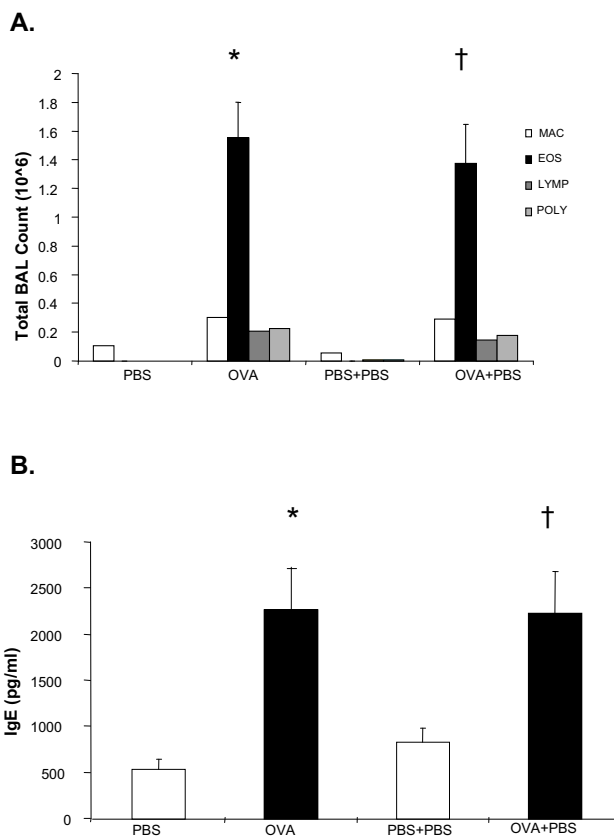 A.
* †
Total BAL Count (10^6)
2
1.8
1.6
1.4
1.2
1
0.8
0.6
0.4
0.2
0
MAC
EOS
LYMP
POLY
PBS OVA PBS+PBS OVA+PBS
B.
* †
IgE (pg/ml)
3000
2500
2000
1500
1000
500
0
PBS OVA PBS+PBS OVA+PBS